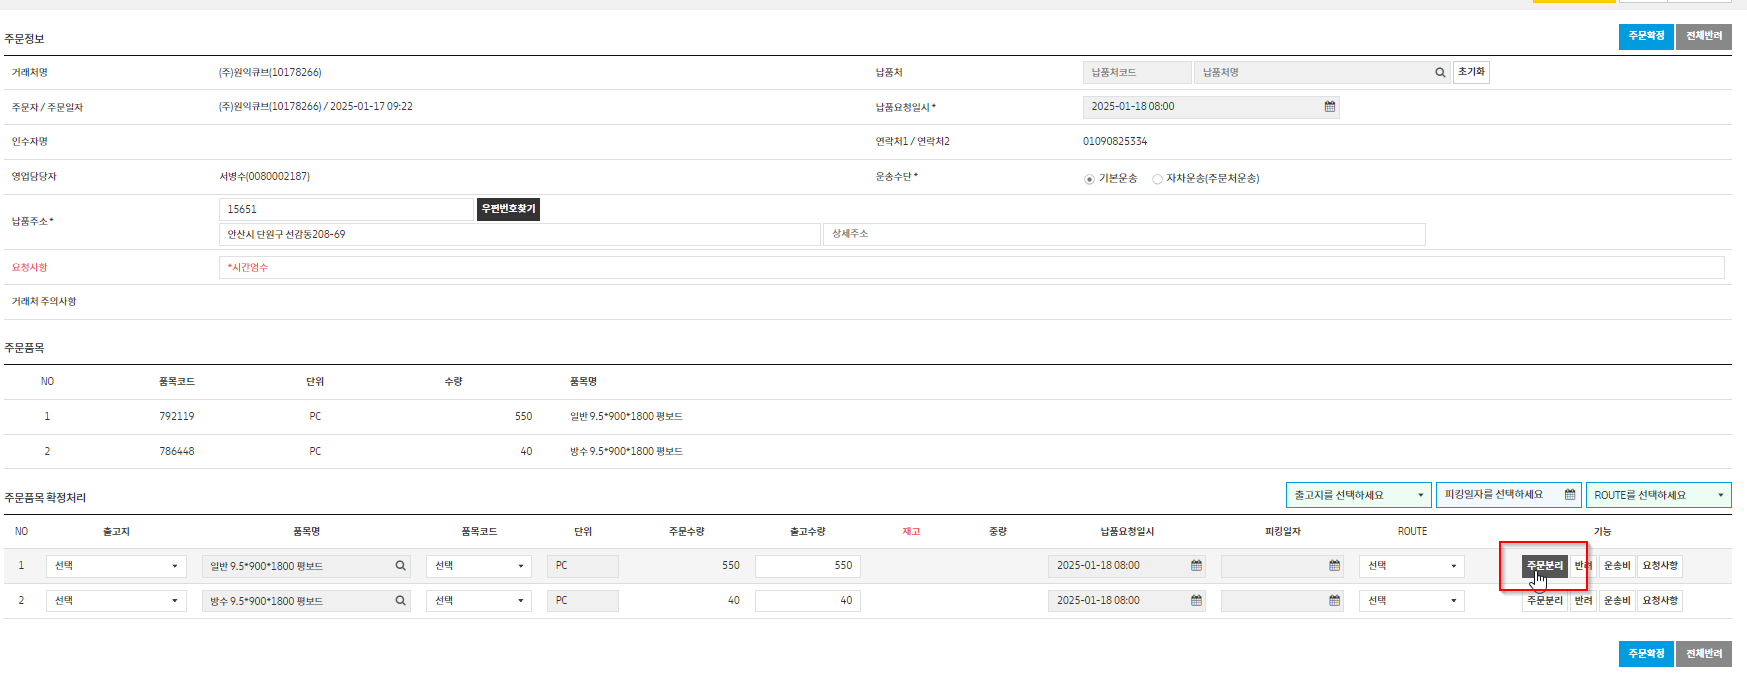 주문정보
주문확정 전체반려
거래처명 (주)원익큐브(10178266) 납품처 납품처코드 납품처명 초기화
주문자 / 주문일자 (주)원익큐브(10178266) / 2025-01-17 09:22 납품요청일시 * 2025-01-18 08:00
인수자명 연락처1 / 연락처2 01090825334
영업담당자 서병수(0080002187) 운송수단 * 기본운송 자차운송(주문처운송)
납품주소 * 15651 우편번호찾기
안산시 단원구 선감동208-69 상세주소
요청사항 *시간엄수
거래처 주의사항
주문품목
NO 품목코드 단위 수량 품목명
1 792119 PC 550 일반 9.5*900*1800 평보드
2 786448 PC 40 방수 9.5*900*1800 평보드
주문품목 확정처리 출고지를 선택하세요 피킹일자를 선택하세요 ROUTE를 선택하세요
NO 출고지 품목명 품목코드 단위 주문수량 출고수량 재고 중량 납품요청일시 피킹일자 ROUTE 기능
1 선택 일반 9.5*900*1800 평보드 선택 PC 550 550 2025-01-18 08:00 선택 주문분리 반려 운송비 요청사항
2 선택 방수 9.5*900*1800 평보드 선택 PC 40 40 2025-01-18 08:00 선택 주문분리 반려 운송비 요청사항
주문확정 전체반려